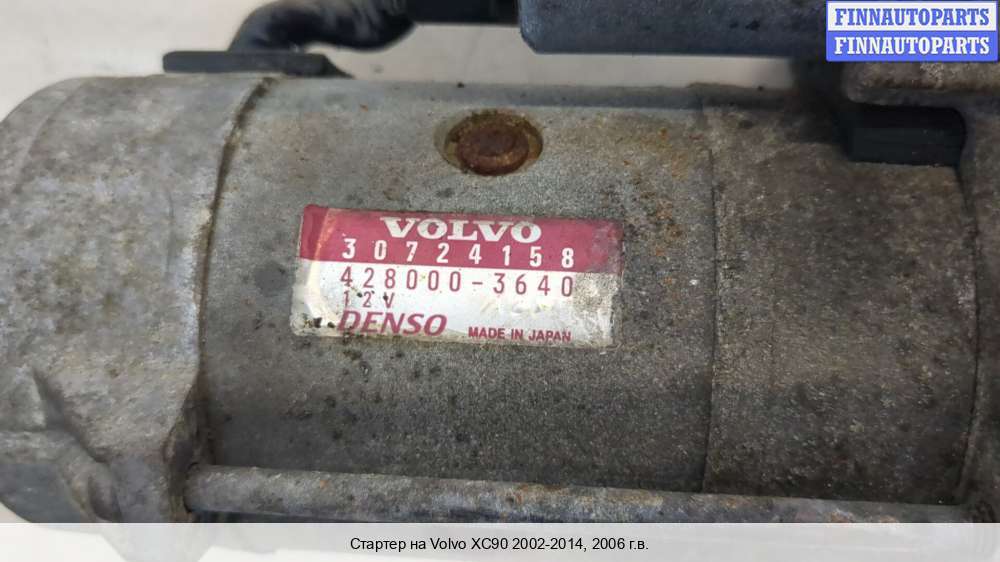 FINNAUTOPARTS
FINNAUTOPARTS
VOLVO
30724158
428000-3640
12V
DENSO MADE IN JAPAN
Стартер на Volvo XC90 2002-2014, 2006 г.в.